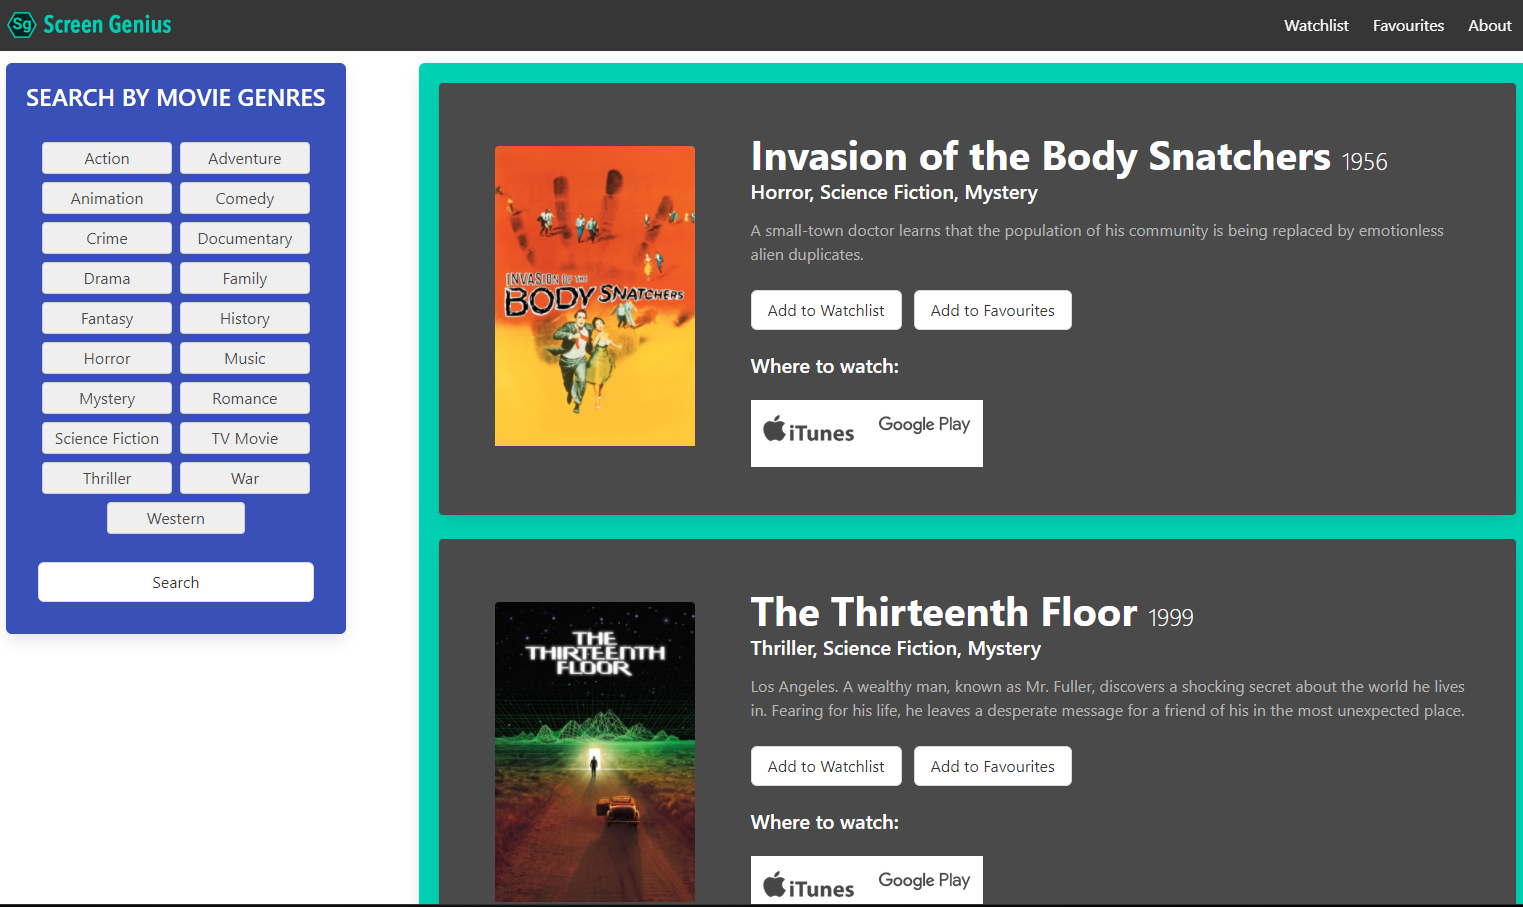 Sg Screen Genius
Watchlist Favourites About
SEARCH BY MOVIE GENRES
Action Adventure
Animation Comedy
Crime Documentary
Drama Family
Fantasy History
Horror Music
Mystery Romance
Science Fiction TV Movie
Thriller War
Western
Search
INVASION OF THE
BODY SNATCHERS
Invasion of the Body Snatchers 1956
Horror, Science Fiction, Mystery
A small-town doctor learns that the population of his community is being replaced by emotionless
alien duplicates.
Add to Watchlist Add to Favourites
Where to watch:
iTunes Google Play
THE
THIRTEENTH
FLOOR
The Thirteenth Floor 1999
Thriller, Science Fiction, Mystery
Los Angeles. A wealthy man, known as Mr. Fuller, discovers a shocking secret about the world he lives
in. Fearing for his life, he leaves a desperate message for a friend of his in the most unexpected place.
Add to Watchlist Add to Favourites
Where to watch:
iTunes Google Play